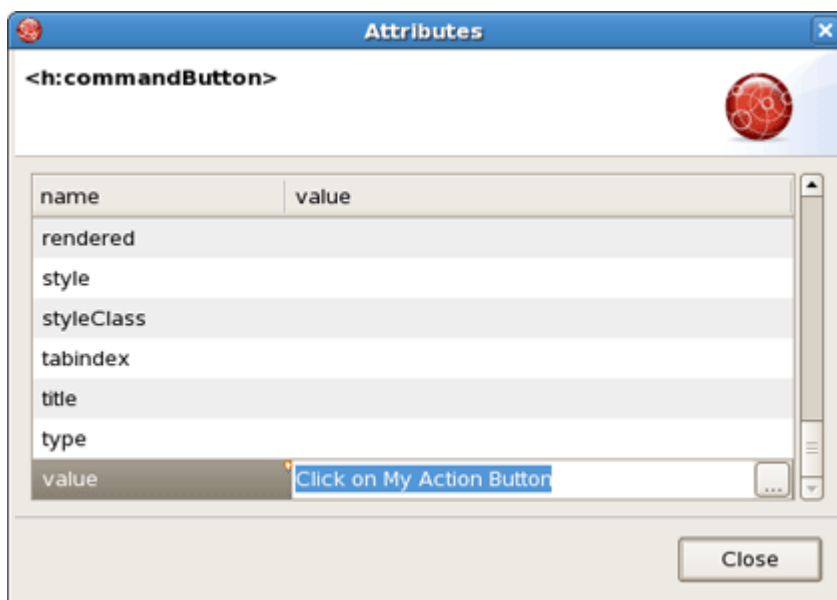 Attributes
<h:commandButton>
name value
rendered
style
styleClass
tabindex
title
type
value Click on My Action Button ...
Close